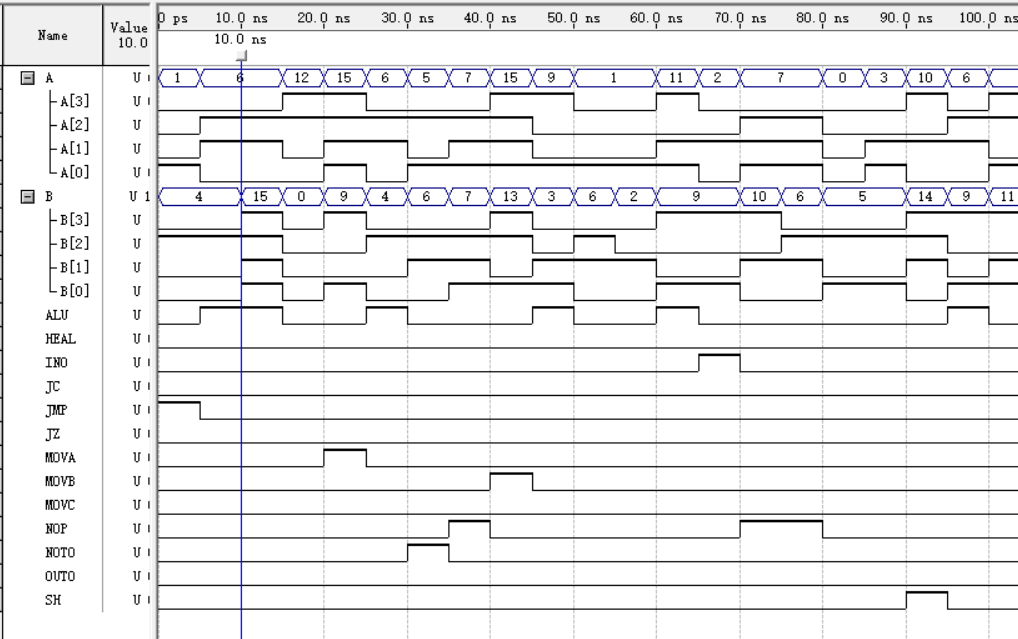 Name
Value
10.0
0 ps 10.0 ns 20.0 ns 30.0 ns 40.0 ns 50.0 ns 60.0 ns 70.0 ns 80.0 ns 90.0 ns 100.0 ns
10.0 ns
A U 1 6 12 15 6 5 7 15 9 1 11 2 7 0 3 10 6
A[3] U
A[2] U
A[1] U
A[0] U
B U 1 4 15 0 9 4 6 7 13 3 6 2 9 10 6 5 14 9 11
B[3] U
B[2] U
B[1] U
B[0] U
ALU U
HEAL U
INO U
JC U
JMP U
JZ U
MOVA U
MOVB U
MOVC U
NOP U
NOTO U
OUTO U
SH U